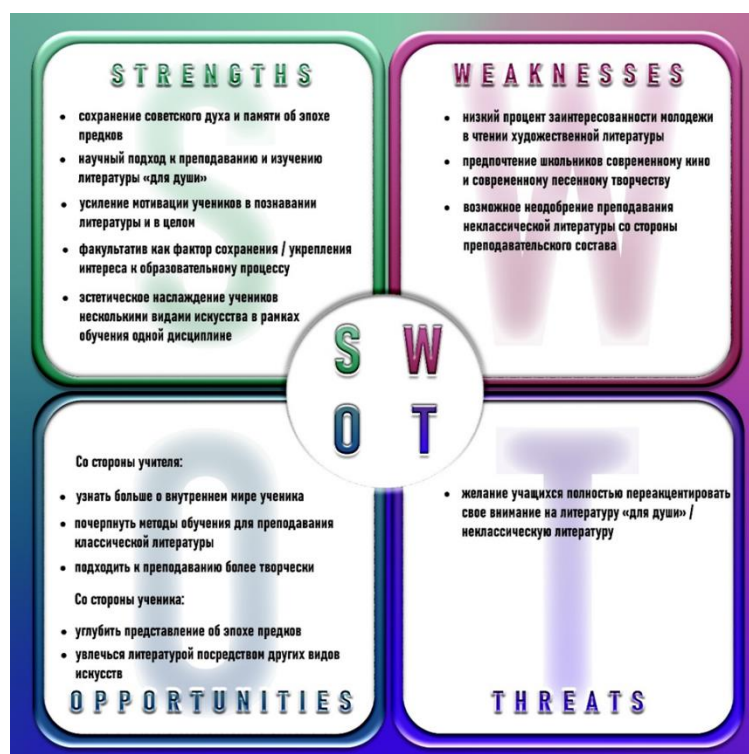 STRENGTHS
• сохранение советского духа и памяти об эпохе
предков
• научный подход к преподаванию и изучению
литературы «для души»
• усиление мотивации учеников в познавании
литературы и в целом
• факультатив как фактор сохранения / укрепления
интереса к образовательному процессу
• эстетическое наслаждение учеников
несколькими видами искусства в рамках
обучения одной дисциплине
WEAKNESSES
• низкий процент заинтересованности молодежи
в чтении художественной литературы
• предпочтение школьников современному кино
и современному песенному творчеству
• возможное неодобрение преподавания
неклассической литературы со стороны
преподавательского состава
S W
O T
Со стороны учителя:
• узнать больше о внутреннем мире ученика
• почерпнуть методы обучения для преподавания
классической литературы
• подходить к преподаванию более творчески
Со стороны ученика:
• углубить представление об эпохе предков
• увлечься литературой посредством других видов
искусств
OPPORTUNITIES
• желание учащихся полностью переакцентировать
свое внимание на литературу «для души» /
неклассическую литературу
THREATS